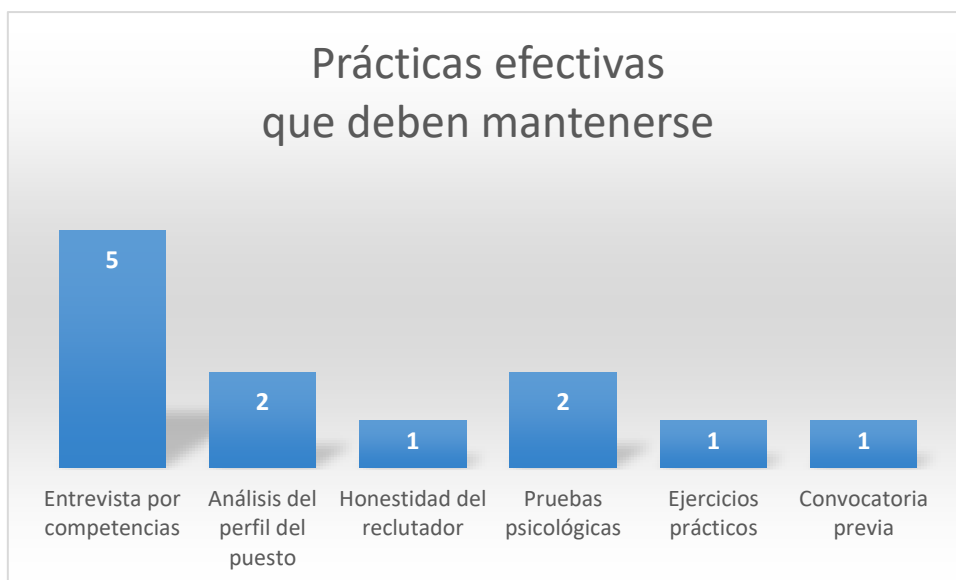 Prácticas efectivas
que deben mantenerse
5
2
1
2
1
1
Entrevista por
competencias
Análisis del
perfil del
puesto
Honestidad del
reclutador
Pruebas
psicológicas
Ejercicios
prácticos
Convocatoria
previa